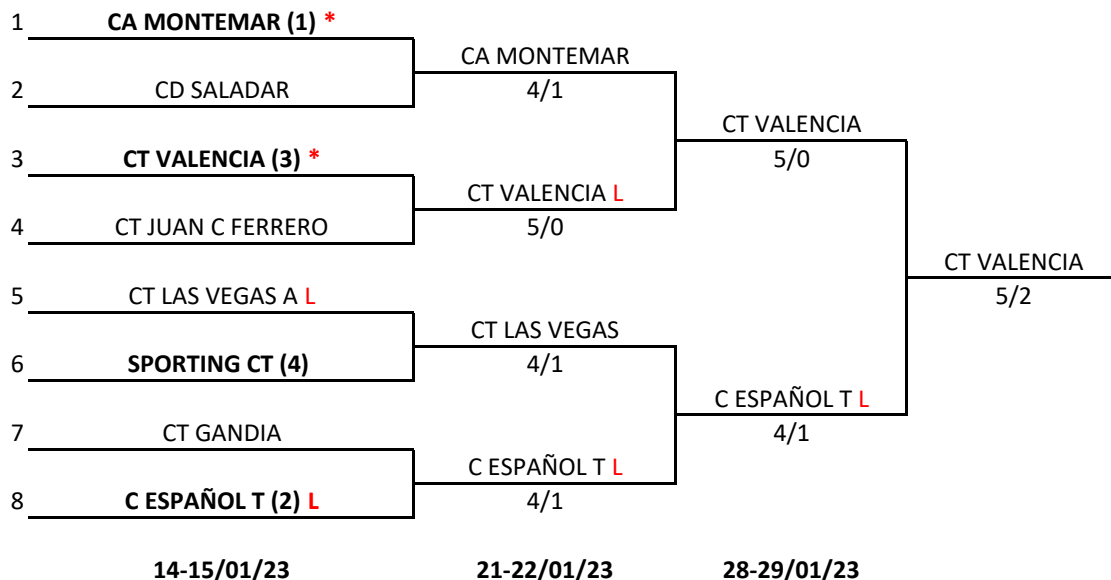 1 CA MONTEMAR (1) *
CA MONTEMAR
2 CD SALADAR
4/1
CT VALENCIA
3 CT VALENCIA (3) *
5/0
CT VALENCIA L
4 CT JUAN C FERRERO
5/0
CT VALENCIA
5 CT LAS VEGAS A L
5/2
CT LAS VEGAS
6 SPORTING CT (4)
4/1
C ESPAÑOL T L
7 CT GANDIA
4/1
C ESPAÑOL T L
8 C ESPAÑOL T (2) L
4/1
14-15/01/23 21-22/01/23 28-29/01/23